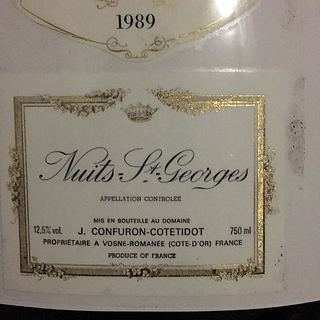 1989
Nuits-St-Georges
APPELLATION CONTROLEE
MIS EN BOUTEILLE AU DOMAINE
12,5% vol. J. CONFURON-COTETIDOT 750 ml
PROPRIÉTAIRE A VOSNE-ROMANÉE (COTE-D'OR) FRANCE
PRODUCE OF FRANCE